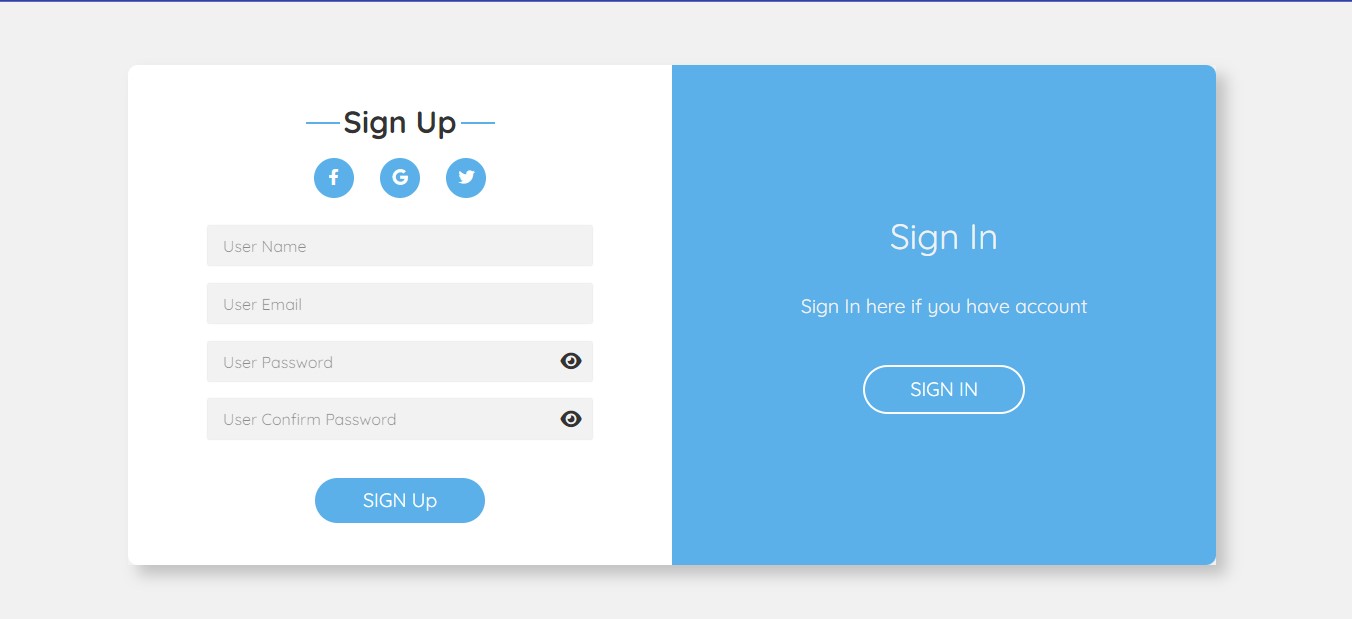 Sign Up
User Name
User Email
User Password
User Confirm Password
SIGN Up
Sign In
Sign In here if you have account
SIGN IN